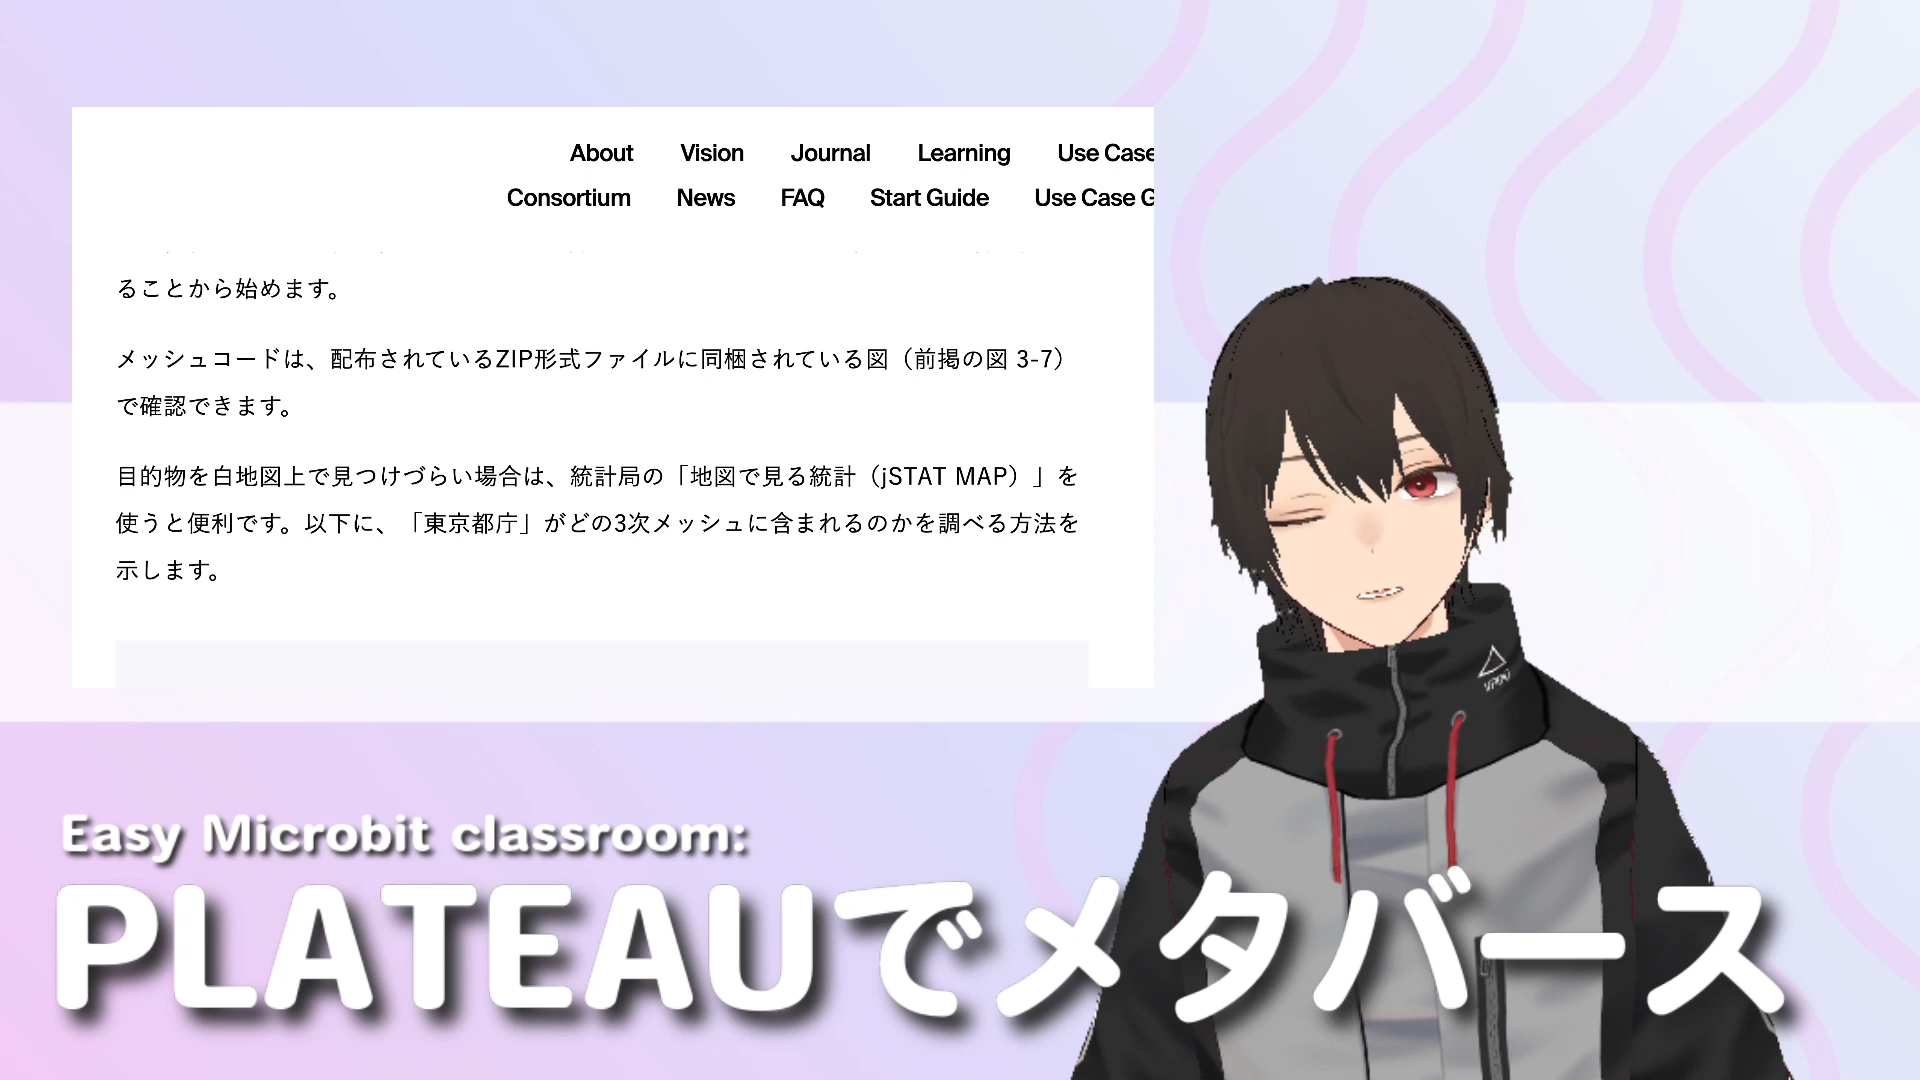 About Vision Journal Learning Use Case
Consortium News FAQ Start Guide Use Case G
ることから始めます。
メッシュコードは、配布されているZIP形式ファイルに同梱されている図（前掲の図 3-7）
で確認できます。
目的物を白地図上で見つけづらい場合は、統計局の「地図で見る統計（jSTAT MAP）」を
使うと便利です。以下に、「東京都庁」がどの3次メッシュに含まれるのかを調べる方法を
示します。
Easy Microbit classroom:
PLATEAUでメタバース